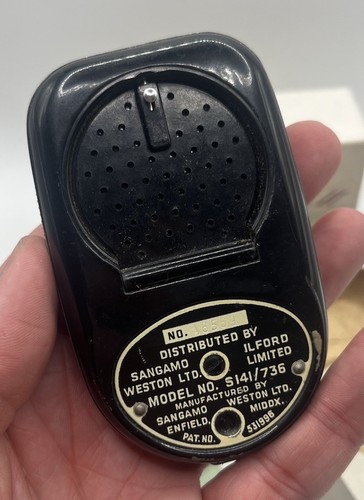 NO.
DISTRIBUTED BY
SANGAMO WESTON LTD. ILFORD LIMITED
MODEL NO. S141/736
MANUFACTURED BY
SANGAMO WESTON LTD.
ENFIELD, MIDDX.
PAT. NO. 531996